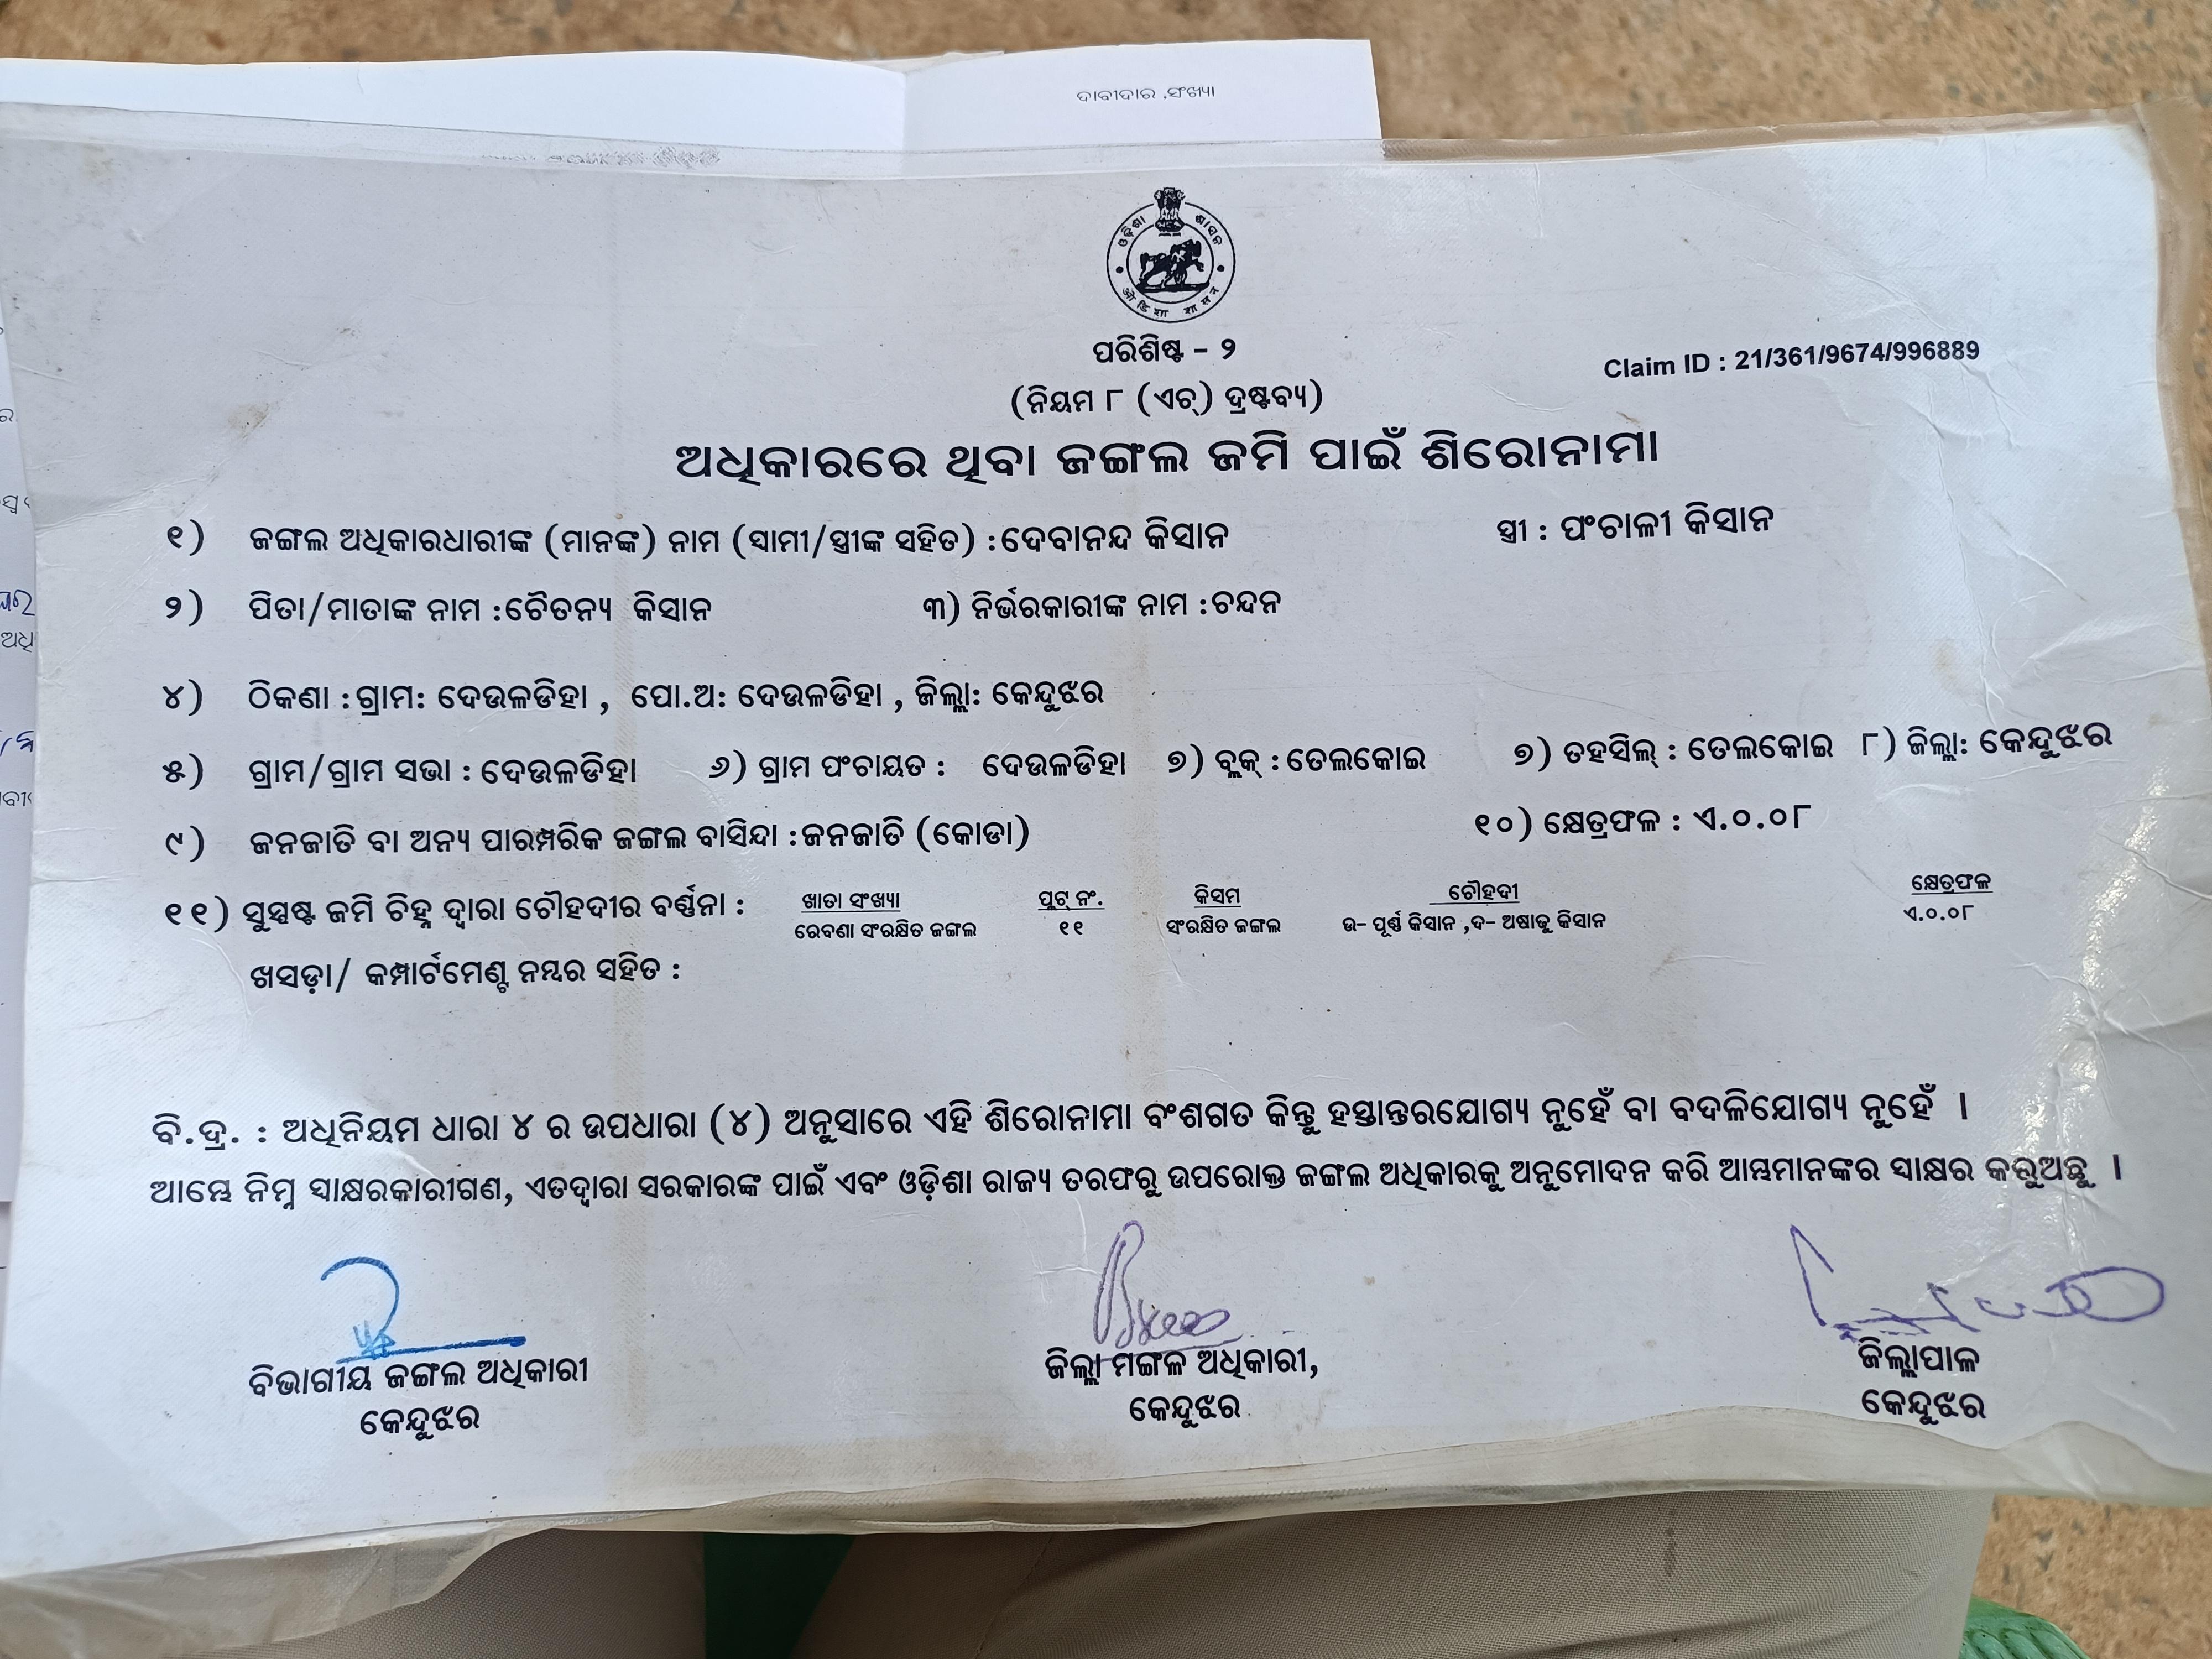 ଦାବୀଦାର .ସଂଖ୍ୟା
ଓଡ଼ିଶା ଶାସନ
ओडिशा शासन
ପରିଶିଷ୍ଟ - ୨
Claim ID : 21/361/9674/996889
(ନିୟମ ୮ (ଏଚ୍) ଦ୍ରଷ୍ଟବ୍ୟ)
ଅଧିକାରରେ ଥିବା ଜଙ୍ଗଲ ଜମି ପାଇଁ ଶିରୋନାମା
୧) ଜଙ୍ଗଲ ଅଧିକାରଧାରୀଙ୍କ (ମାନଙ୍କ) ନାମ (ସ୍ୱାମୀ/ସ୍ତ୍ରୀଙ୍କ ସହିତ) :ଦେବାନନ୍ଦ କିସାନ ସ୍ତ୍ରୀ : ପଂଚାଳୀ କିସାନ
୨) ପିତା/ମାତାଙ୍କ ନାମ :ଚୈତନ୍ୟ କିସାନ ୩) ନିର୍ଭରକାରୀଙ୍କ ନାମ :ଚନ୍ଦନ
୪) ଠିକଣା :ଗ୍ରାମ: ଦେଉଳଡିହା , ପୋ.ଅ: ଦେଉଳଡିହା , ଜିଲ୍ଲା: କେନ୍ଦୁଝର
୫) ଗ୍ରାମ/ଗ୍ରାମ ସଭା : ଦେଉଳଡିହା ୬) ଗ୍ରାମ ପଂଚାୟତ : ଦେଉଳଡିହା ୭) ବ୍ଲକ୍ :ତେଲକୋଇ ୭) ତହସିଲ୍ : ତେଲକୋଇ ୮) ଜିଲ୍ଲା: କେନ୍ଦୁଝର
୯) ଜନଜାତି ବା ଅନ୍ୟ ପାରମ୍ପରିକ ଜଙ୍ଗଲ ବାସିନ୍ଦା :ଜନଜାତି (କୋଡା) ୧୦) କ୍ଷେତ୍ରଫଳ : ଏ.୦.୦୮
୧୧) ସୁସ୍ପଷ୍ଟ ଜମି ଚିହ୍ନ ଦ୍ୱାରା ଚୌହଦୀର ବର୍ଣ୍ଣନା : ଖାତା ସଂଖ୍ୟା ପ୍ଲଟ୍ ନଂ. କିସମ ଚୌହଦୀ କ୍ଷେତ୍ରଫଳ
ରେବଣା ସଂରକ୍ଷିତ ଜଙ୍ଗଲ ୧୧ ସଂରକ୍ଷିତ ଜଙ୍ଗଲ ଉ- ପୂର୍ଣ୍ଣ କିସାନ ,ଦ- ଅଷାଢୁ କିସାନ ଏ.୦.୦୮
ଖସଡ଼ା/ କମ୍ପାର୍ଟମେଣ୍ଟ ନମ୍ବର ସହିତ :
ବି.ଦ୍ର. : ଅଧିନିୟମ ଧାରା ୪ ର ଉପଧାରା (୪) ଅନୁସାରେ ଏହି ଶିରୋନାମା ବଂଶଗତ କିନ୍ତୁ ହସ୍ତାନ୍ତରଯୋଗ୍ୟ ନୁହେଁ ବା ବଦଳିଯୋଗ୍ୟ ନୁହେଁ ।
ଆମ୍ଭେ ନିମ୍ନ ସ୍ୱାକ୍ଷରକାରୀଗଣ, ଏତଦ୍ୱାରା ସରକାରଙ୍କ ପାଇଁ ଏବଂ ଓଡ଼ିଶା ରାଜ୍ୟ ତରଫରୁ ଉପରୋକ୍ତ ଜଙ୍ଗଲ ଅଧିକାରକୁ ଅନୁମୋଦନ କରି ଆମ୍ଭମାନଙ୍କର ସ୍ୱାକ୍ଷର କରୁଅଛୁ ।
ବିଭାଗୀୟ ଜଙ୍ଗଲ ଅଧିକାରୀ ଜିଲ୍ଲା ମଙ୍ଗଳ ଅଧିକାରୀ, ଜିଲ୍ଲାପାଳ
କେନ୍ଦୁଝର କେନ୍ଦୁଝର କେନ୍ଦୁଝର